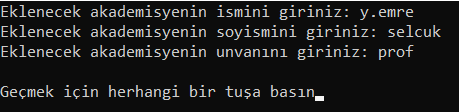 Eklenecek akademisyenin ismini giriniz: y.emre
Eklenecek akademisyenin soyismini giriniz: selcuk
Eklenecek akademisyenin unvanını giriniz: prof
Geçmek için herhangi bir tuşa basın